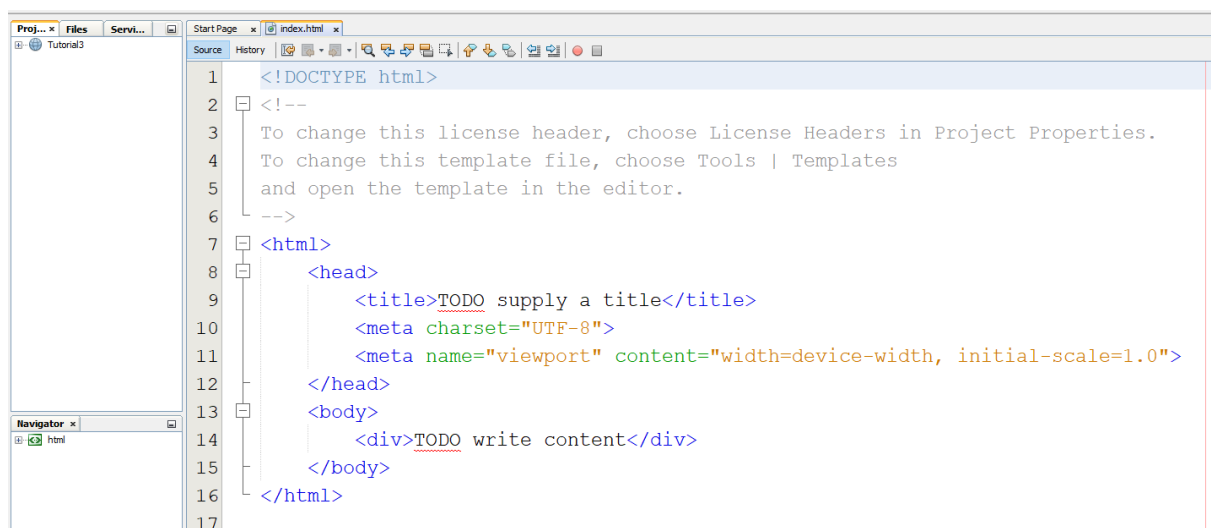 Proj... × Files Servi...
Tutorial3
Navigator ×
html
Start Page × index.html ×
Source History
1 <!DOCTYPE html>
2 <!--
3 To change this license header, choose License Headers in Project Properties.
4 To change this template file, choose Tools | Templates
5 and open the template in the editor.
6 -->
7 <html>
8 <head>
9 <title>TODO supply a title</title>
10 <meta charset="UTF-8">
11 <meta name="viewport" content="width=device-width, initial-scale=1.0">
12 </head>
13 <body>
14 <div>TODO write content</div>
15 </body>
16 </html>
17